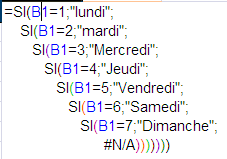 =SI(B1=1;"lundi";
SI(B1=2;"mardi";
SI(B1=3;"Mercredi";
SI(B1=4;"Jeudi";
SI(B1=5;"Vendredi";
SI(B1=6;"Samedi";
SI(B1=7;"Dimanche";
#N/A)))))))